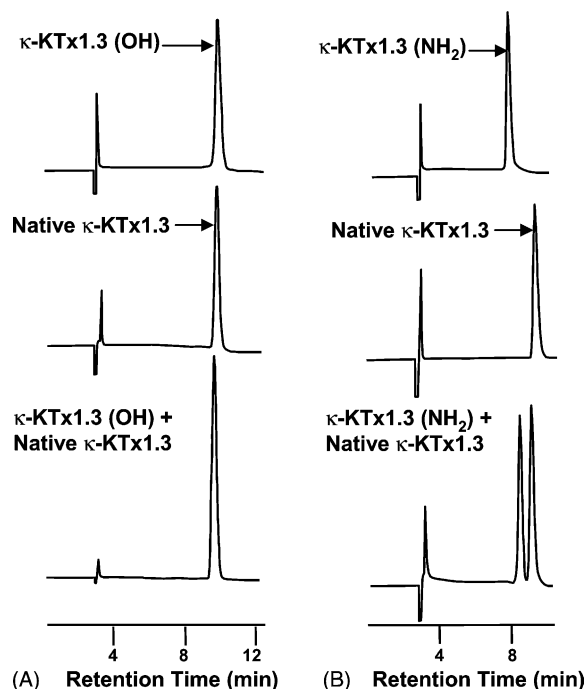 κ-KTx1.3 (OH)
Native κ-KTx1.3
κ-KTx1.3 (OH) +
Native κ-KTx1.3
4 8 12
(A) Retention Time (min)
κ-KTx1.3 (NH₂)
Native κ-KTx1.3
κ-KTx1.3 (NH₂) +
Native κ-KTx1.3
4 8
(B) Retention Time (min)